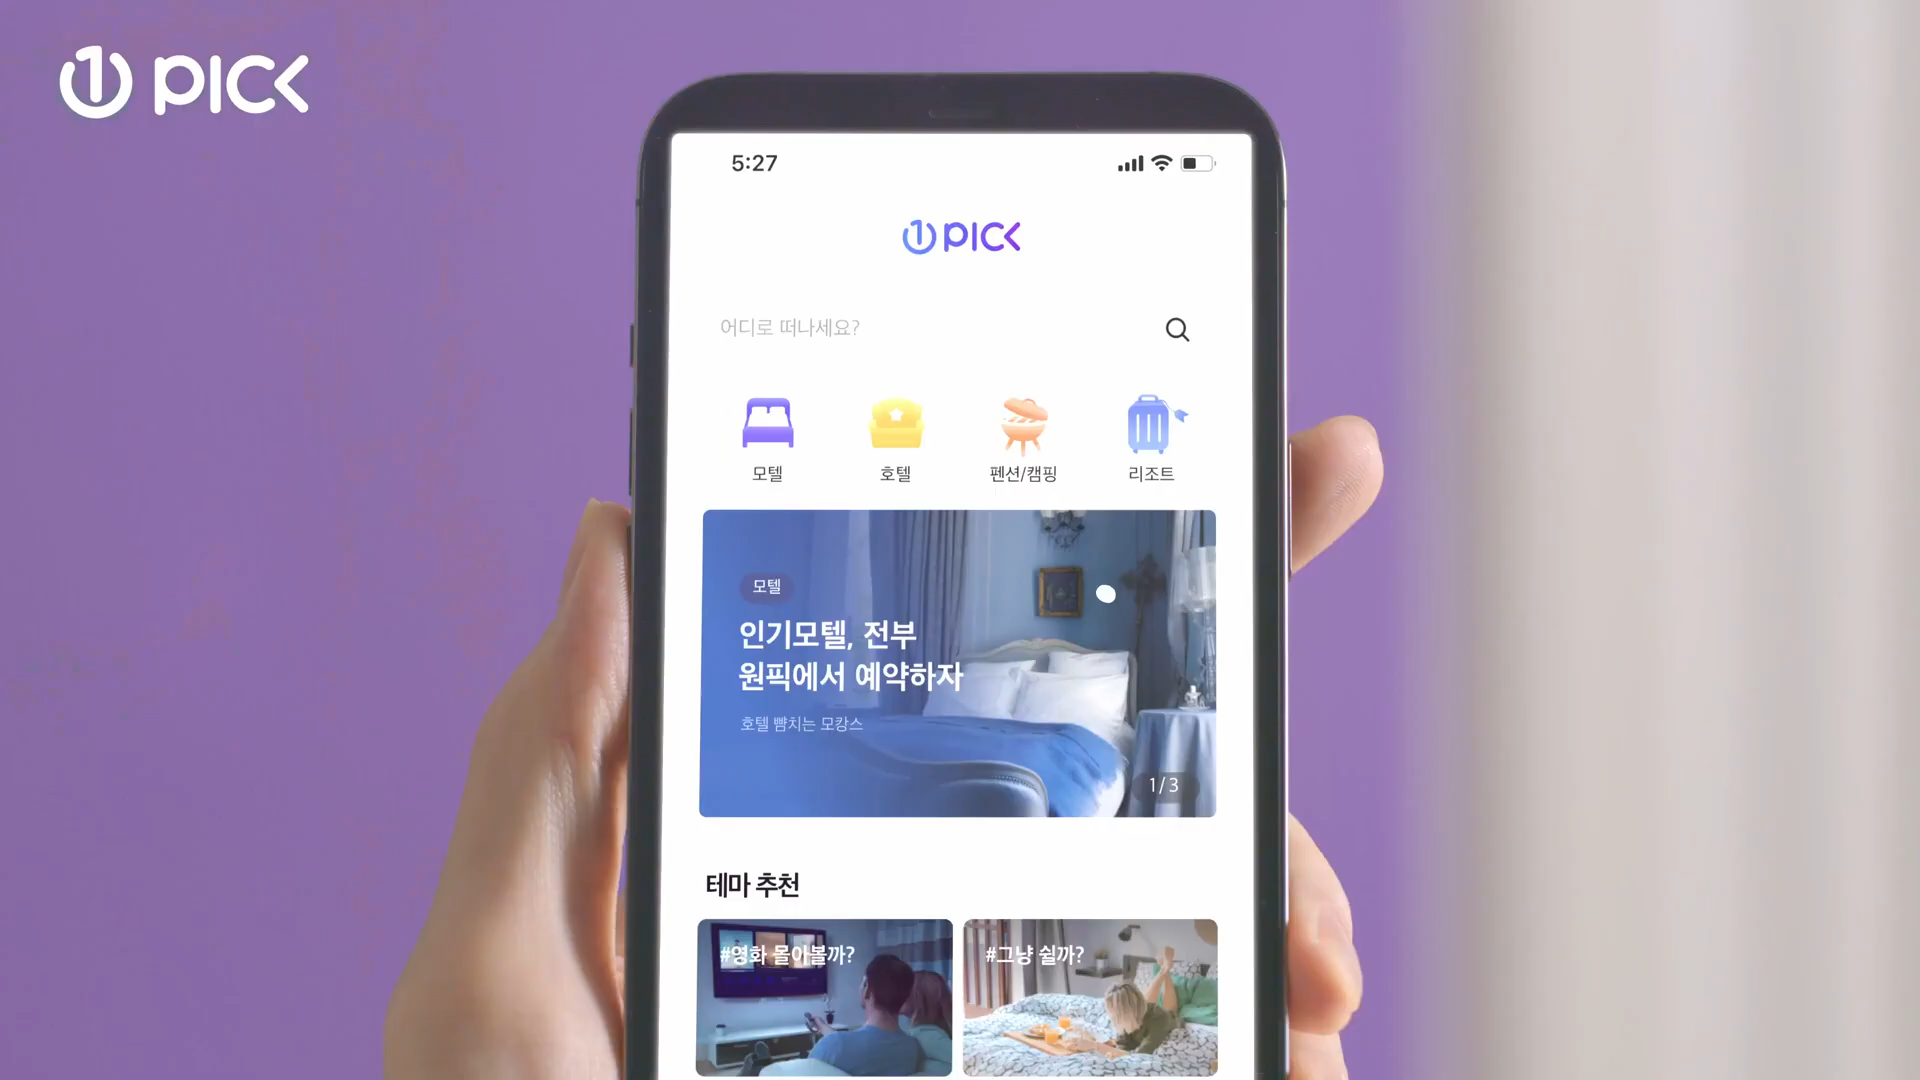 1 PICK
5:27
1 PICK
어디로 떠나세요?
모텔
호텔
펜션/캠핑
리조트
모텔
인기모텔, 전부
원픽에서 예약하자
호텔 뺨치는 모캉스
1/3
테마 추천
#영화 몰아볼까?
#그냥 쉴까?